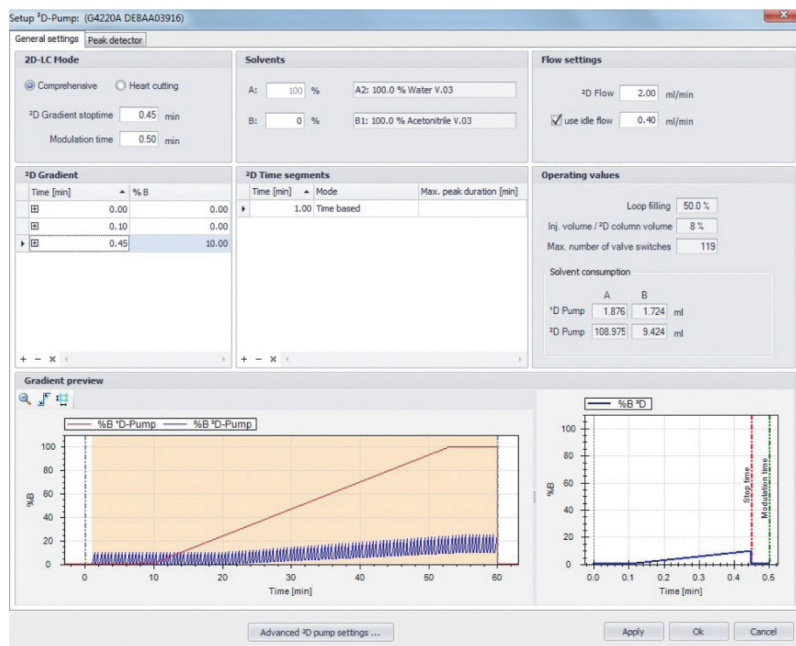 Setup ²D-Pump: (G4220A DEBAA03916)
General settings Peak detector
2D-LC Mode
Comprehensive Heart cutting
²D Gradient stoptime 0.45 min
Modulation time 0.50 min
Solvents
A: 100 % A2: 100.0 % Water V.03
B: 0 % B1: 100.0 % Acetonitrile V.03
Flow settings
²D Flow 2.00 ml/min
use idle flow 0.40 ml/min
²D Gradient
Time [min] % B
0.00 0.00
0.10 0.00
0.45 10.00
²D Time segments
Time [min] Mode Max. peak duration [min]
1.00 Time based
Operating values
Loop filling 50.0 %
Inj. volume / ²D column volume 8 %
Max. number of valve switches 119
Solvent consumption
A B
¹D Pump 1.876 1.724 ml
²D Pump 108.975 9.424 ml
Gradient preview
%B ¹D-Pump %B ²D-Pump
%B
100
80
60
40
20
0
0 10 20 30 40 50 60
Time [min]
%B ²D
%B
100
80
60
40
20
0
Stop time
Modulation time
0.0 0.1 0.2 0.3 0.4 0.5
Time [min]
Advanced ²D pump settings ...
Apply Ok Cancel